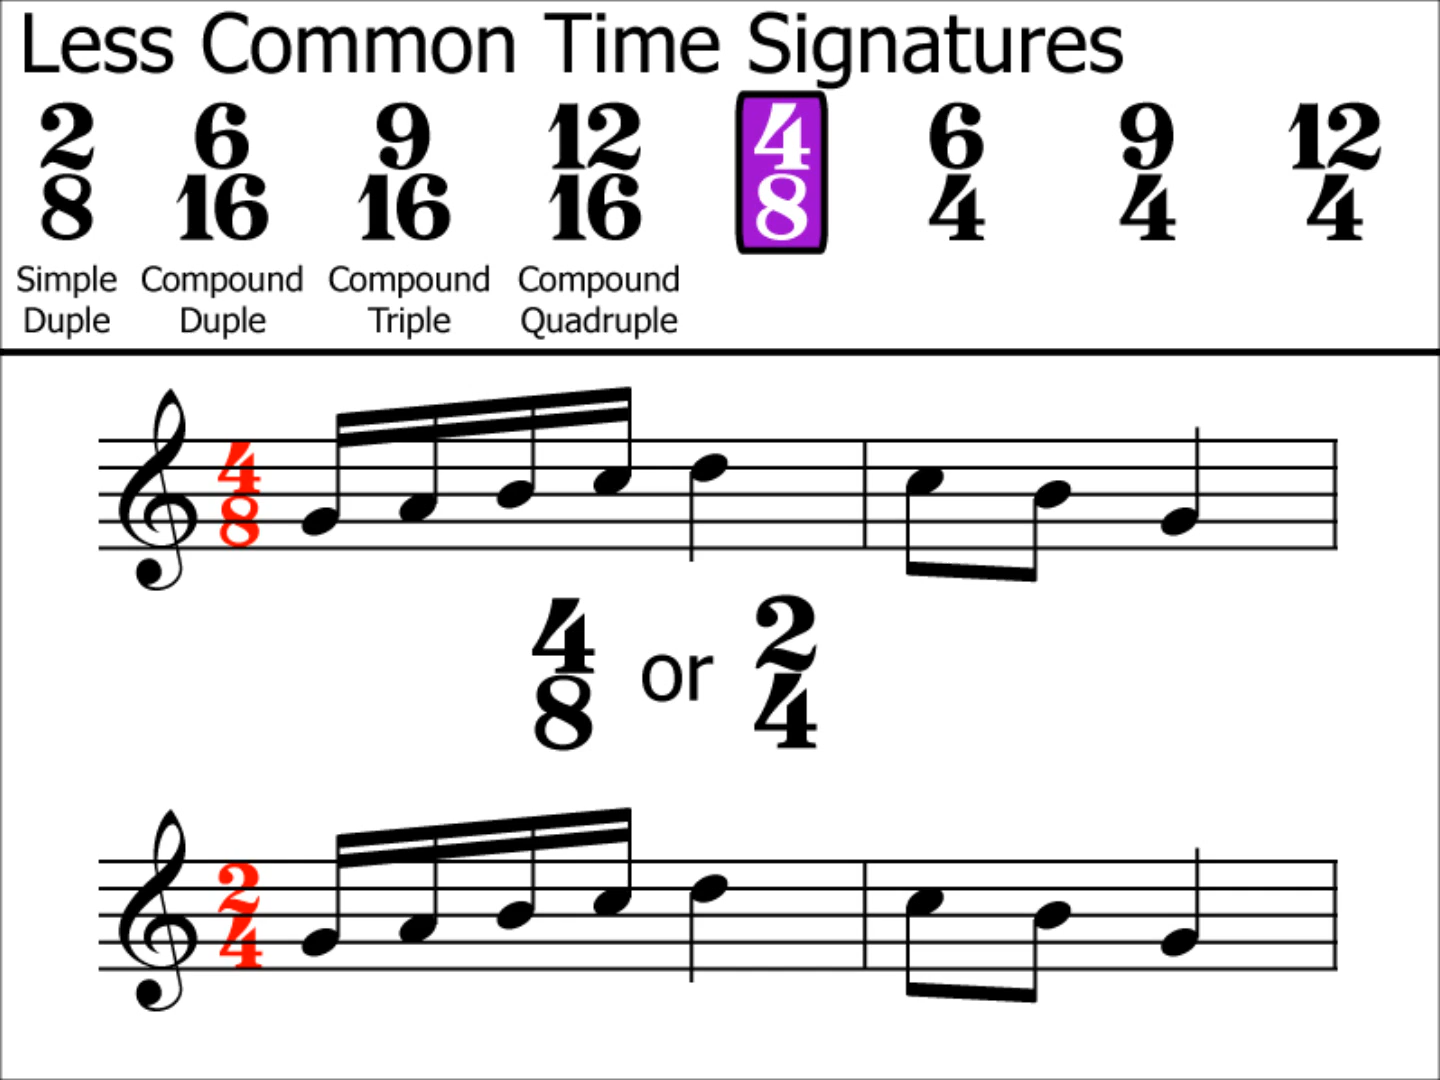 Less Common Time Signatures
2 6 9 12 4 6 9 12
8 16 16 16 8 4 4 4
Simple Compound Compound Compound
Duple Duple Triple Quadruple
4
8
4 or 2
8 4
2
4